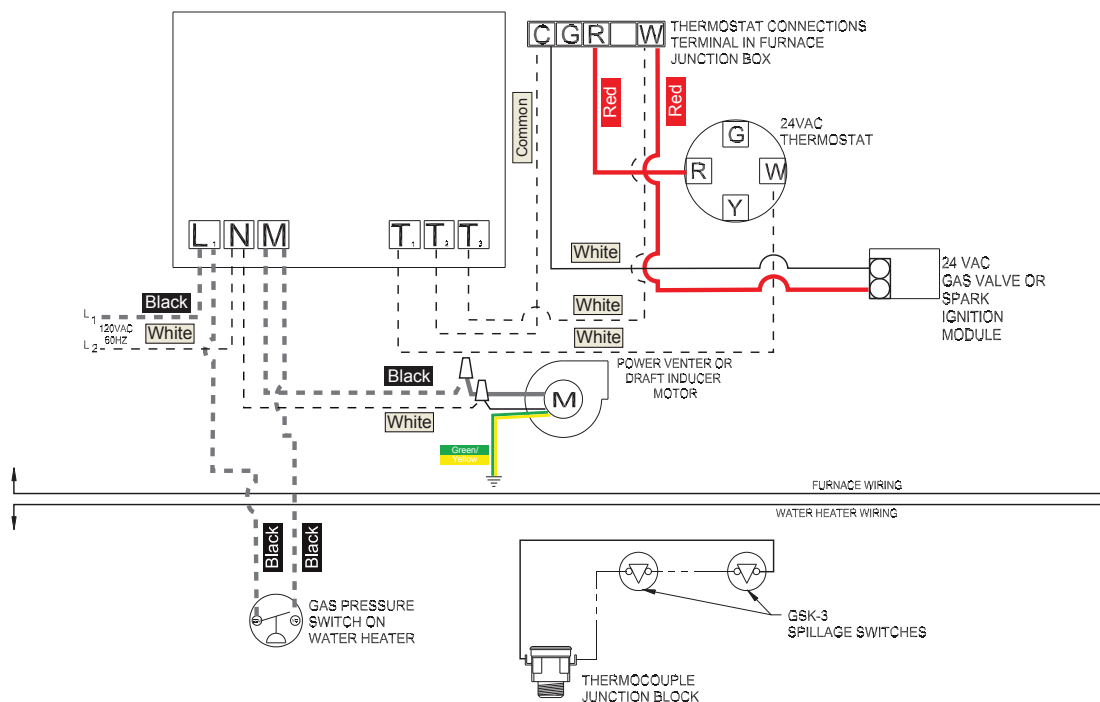 C G R W
THERMOSTAT CONNECTIONS
TERMINAL IN FURNACE
JUNCTION BOX
Red
Red
Common
24VAC
THERMOSTAT
G
R
W
Y
L1 N M
T1 T2 T3
White
24 VAC
GAS VALVE OR
SPARK
IGNITION
MODULE
Black
L1
120VAC
60HZ
White
L2
White
White
POWER VENTER OR
DRAFT INDUCER
MOTOR
Black
M
White
Green/
Yellow
FURNACE WIRING
WATER HEATER WIRING
Black
Black
GAS PRESSURE
SWITCH ON
WATER HEATER
GSK-3
SPILLAGE SWITCHES
THERMOCOUPLE
JUNCTION BLOCK